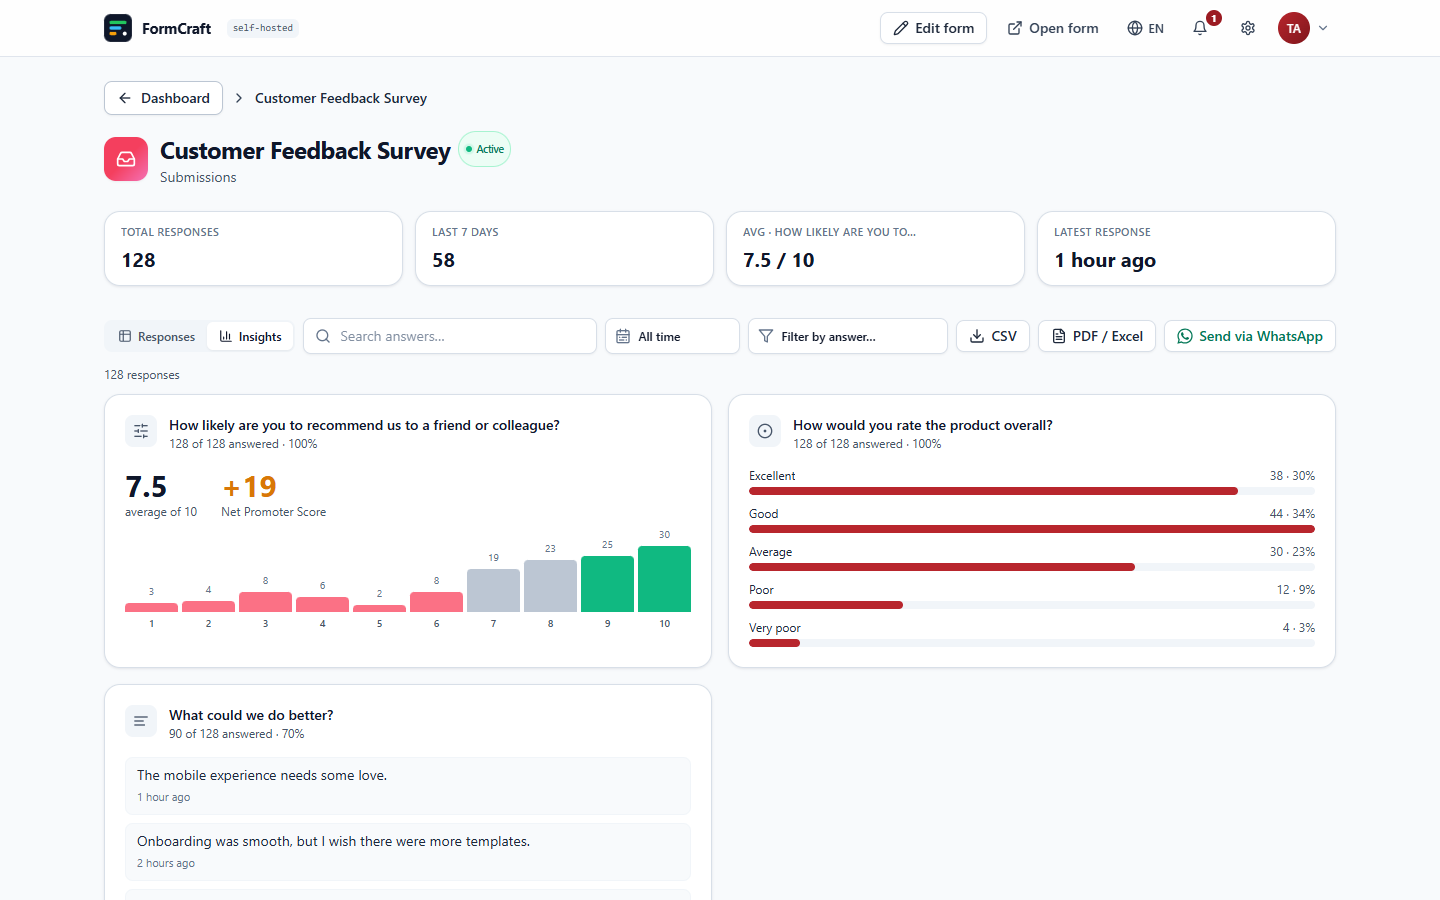 FormCraft self-hosted Edit form Open form EN 1 TA
Dashboard Customer Feedback Survey
Customer Feedback Survey Active
Submissions
TOTAL RESPONSES
128
LAST 7 DAYS
58
AVG · HOW LIKELY ARE YOU TO...
7.5 / 10
LATEST RESPONSE
1 hour ago
Responses Insights Search answers... All time Filter by answer... CSV PDF / Excel Send via WhatsApp
128 responses
How likely are you to recommend us to a friend or colleague?
128 of 128 answered · 100%
7.5 +19
average of 10 Net Promoter Score
3 4 8 6 2 8 19 23 25 30
1 2 3 4 5 6 7 8 9 10
How would you rate the product overall?
128 of 128 answered · 100%
Excellent 38 · 30%
Good 44 · 34%
Average 30 · 23%
Poor 12 · 9%
Very poor 4 · 3%
What could we do better?
90 of 128 answered · 70%
The mobile experience needs some love.
1 hour ago
Onboarding was smooth, but I wish there were more templates.
2 hours ago